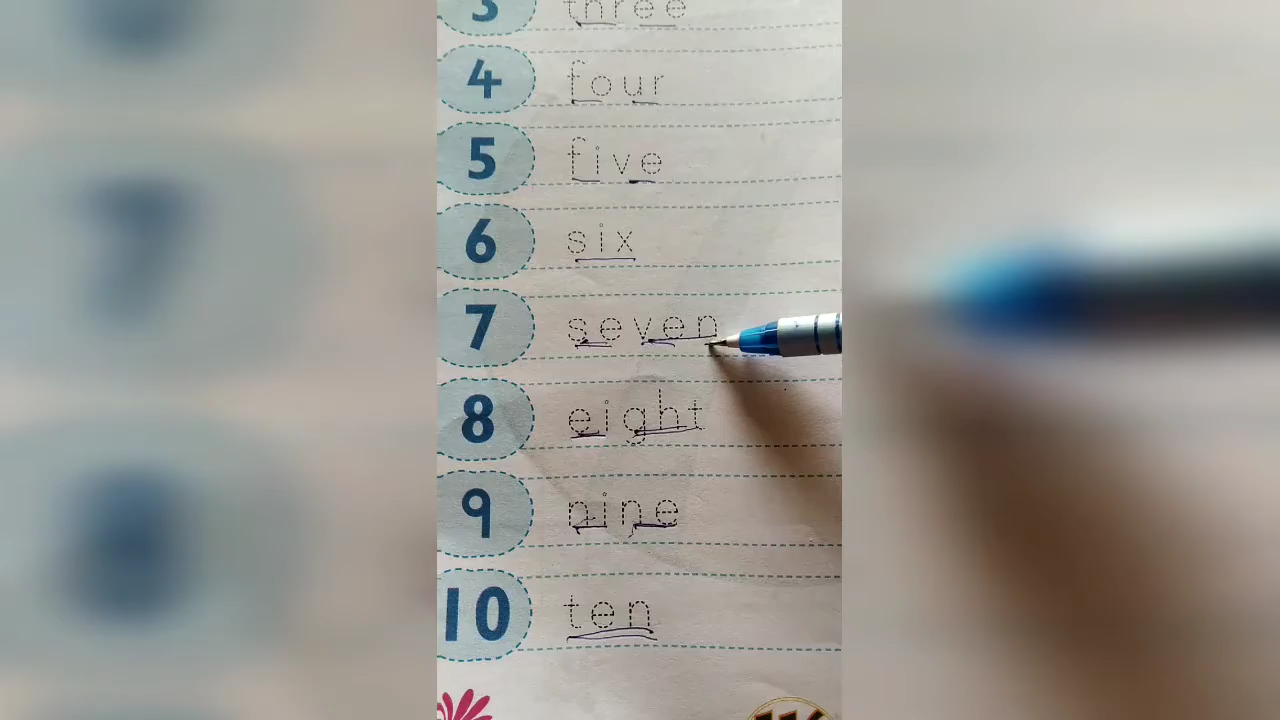 3 three
4 four
5 five
6 six
7 seven
8 eight
9 nine
10 ten